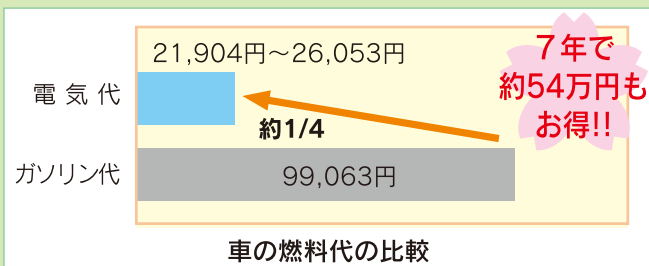 21,904円～26,053円
7年で
約54万円も
お得!!
電気代
約1/4
ガソリン代
99,063円
車の燃料代の比較